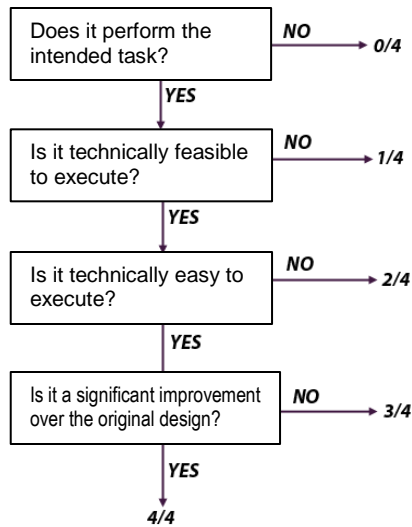 Does it perform the
intended task?
NO
0/4
YES
Is it technically feasible
to execute?
NO
1/4
YES
Is it technically easy to
execute?
NO
2/4
YES
Is it a significant improvement
over the original design?
NO
3/4
YES
4/4